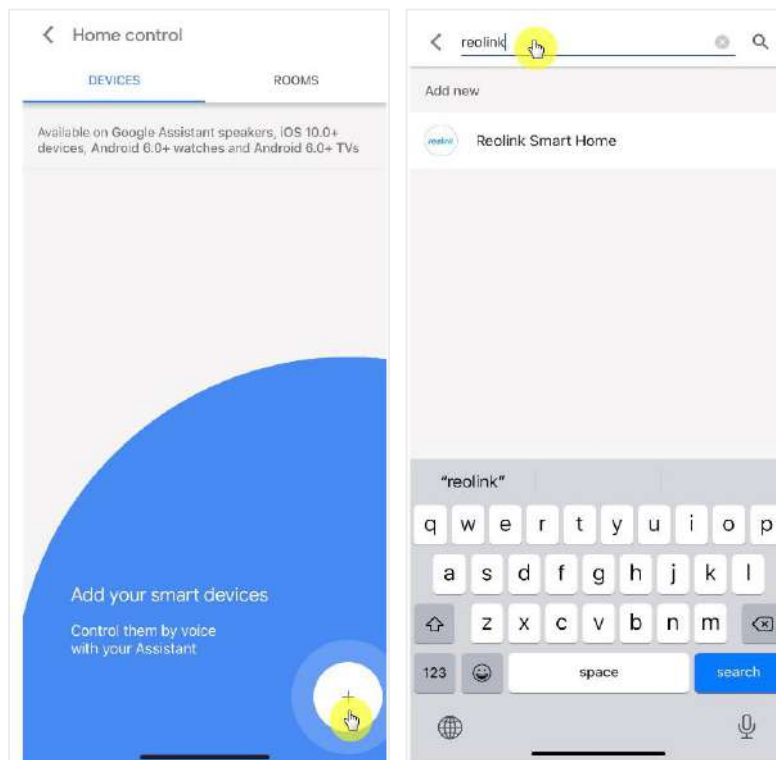 Home control
DEVICES
ROOMS
Available on Google Assistant speakers, iOS 10.0+
devices, Android 6.0+ watches and Android 6.0+ TVs
Add your smart devices
Control them by voice
with your Assistant
reolink
Add new
reolink
Reolink Smart Home
“reolink”
q w e r t y u i o p
a s d f g h j k l
z x c v b n m
123 space search